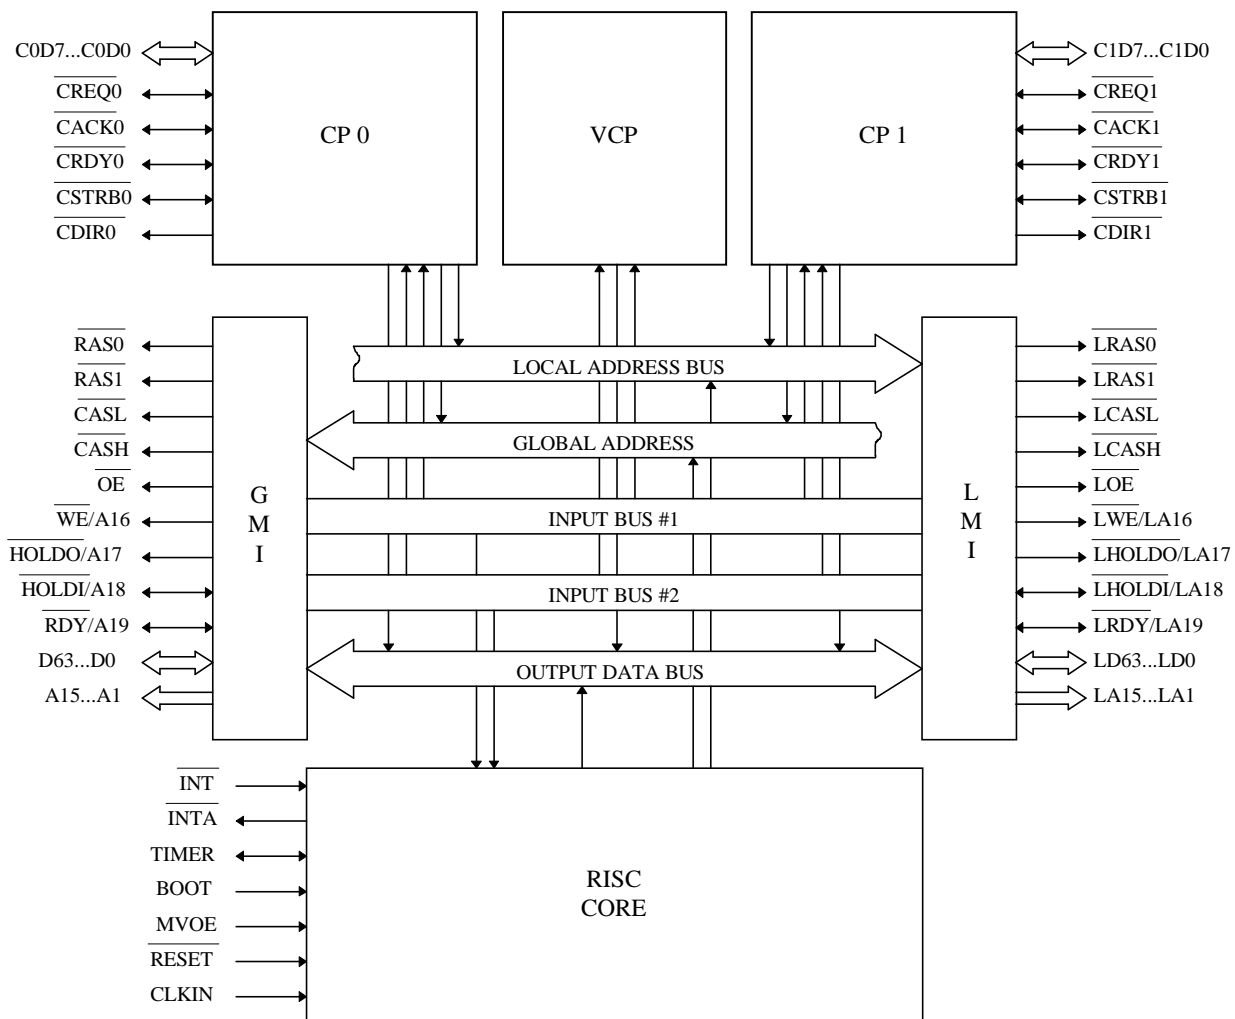 C0D7...C0D0
CREQ0
CACK0
CRDY0
CSTRB0
CDIR0
CP 0
VCP
CP 1
C1D7...C1D0
CREQ1
CACK1
CRDY1
CSTRB1
CDIR1
RAS0
RAS1
CASL
CASH
OE
WE/A16
HOLDO/A17
HOLDI/A18
RDY/A19
D63...D0
A15...A1
G
M
I
LOCAL ADDRESS BUS
GLOBAL ADDRESS
INPUT BUS #1
INPUT BUS #2
OUTPUT DATA BUS
L
M
I
LRAS0
LRAS1
LCASL
LCASH
LOE
LWE/LA16
LHOLDO/LA17
LHOLDI/LA18
LRDY/LA19
LD63...LD0
LA15...LA1
INT
INTA
TIMER
BOOT
MVOE
RESET
CLKIN
RISC
CORE